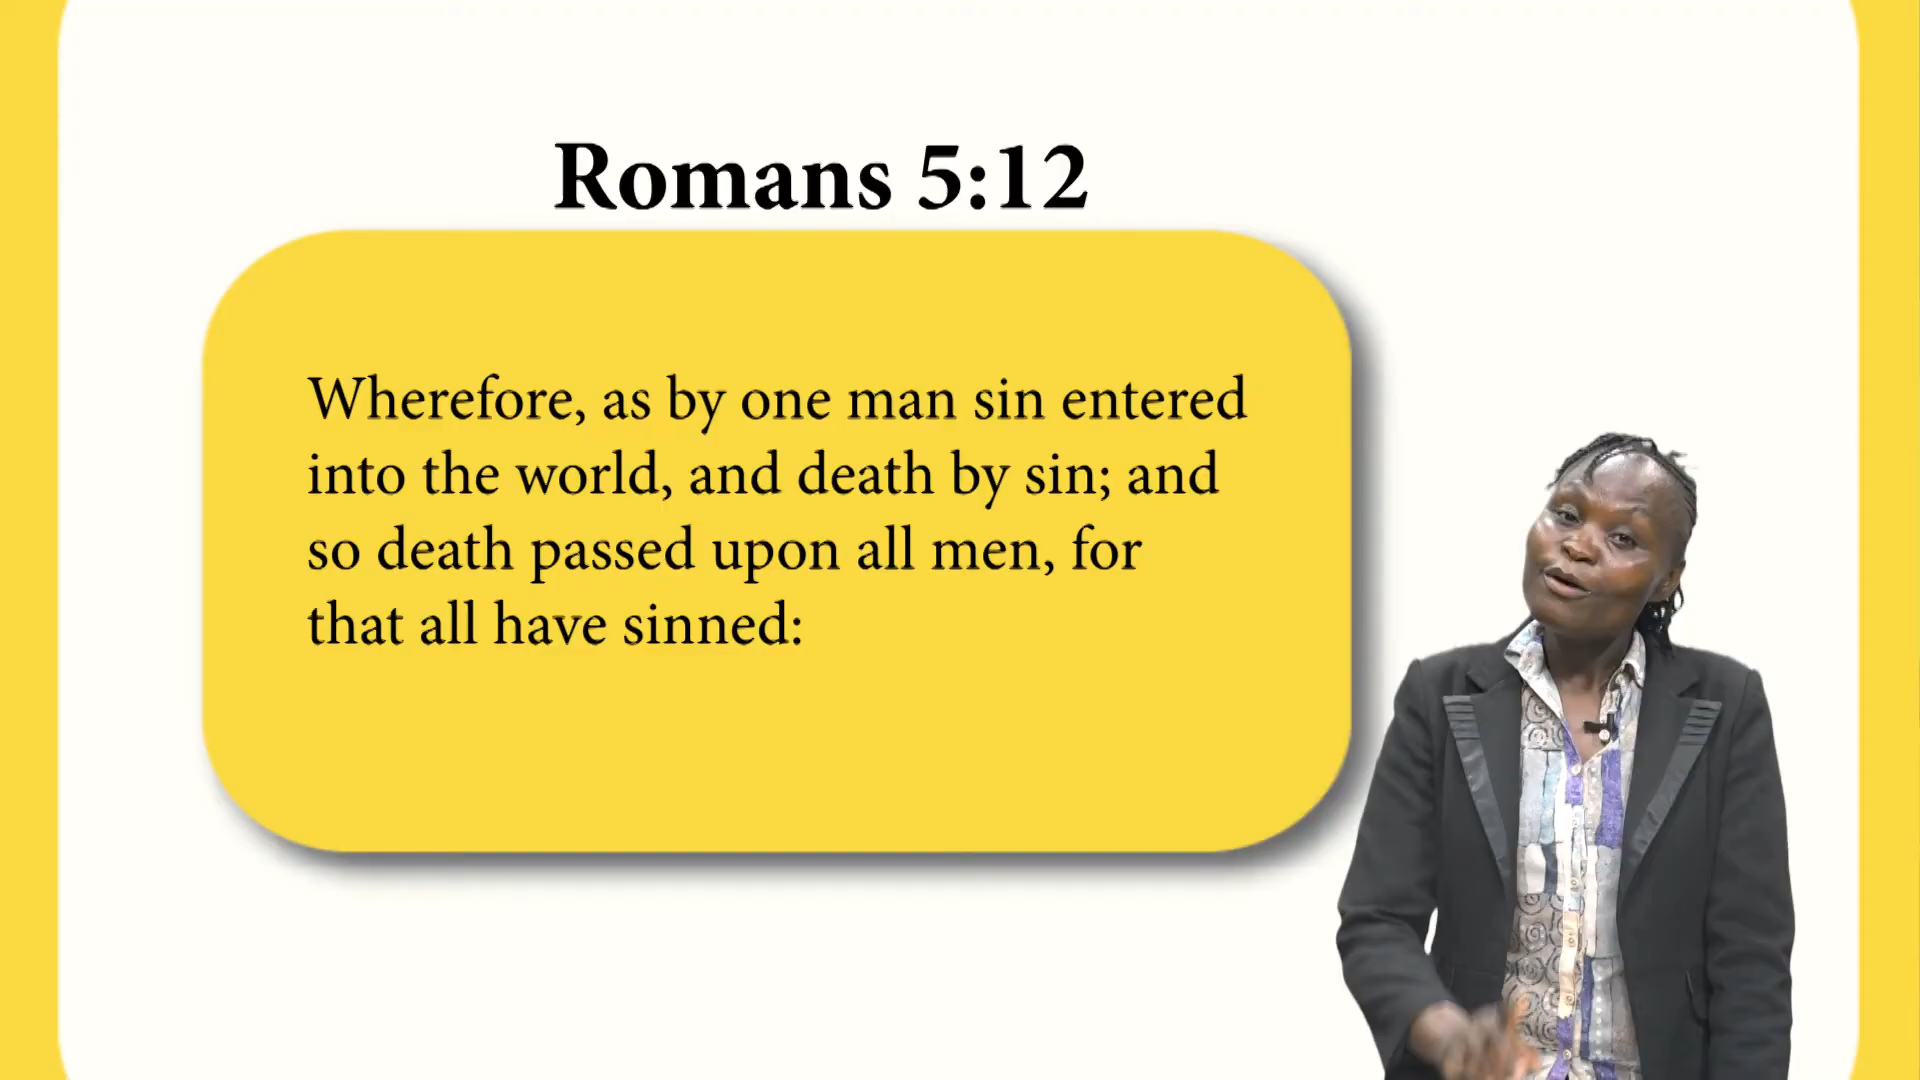 Romans 5:12
Wherefore, as by one man sin entered
into the world, and death by sin; and
so death passed upon all men, for
that all have sinned: